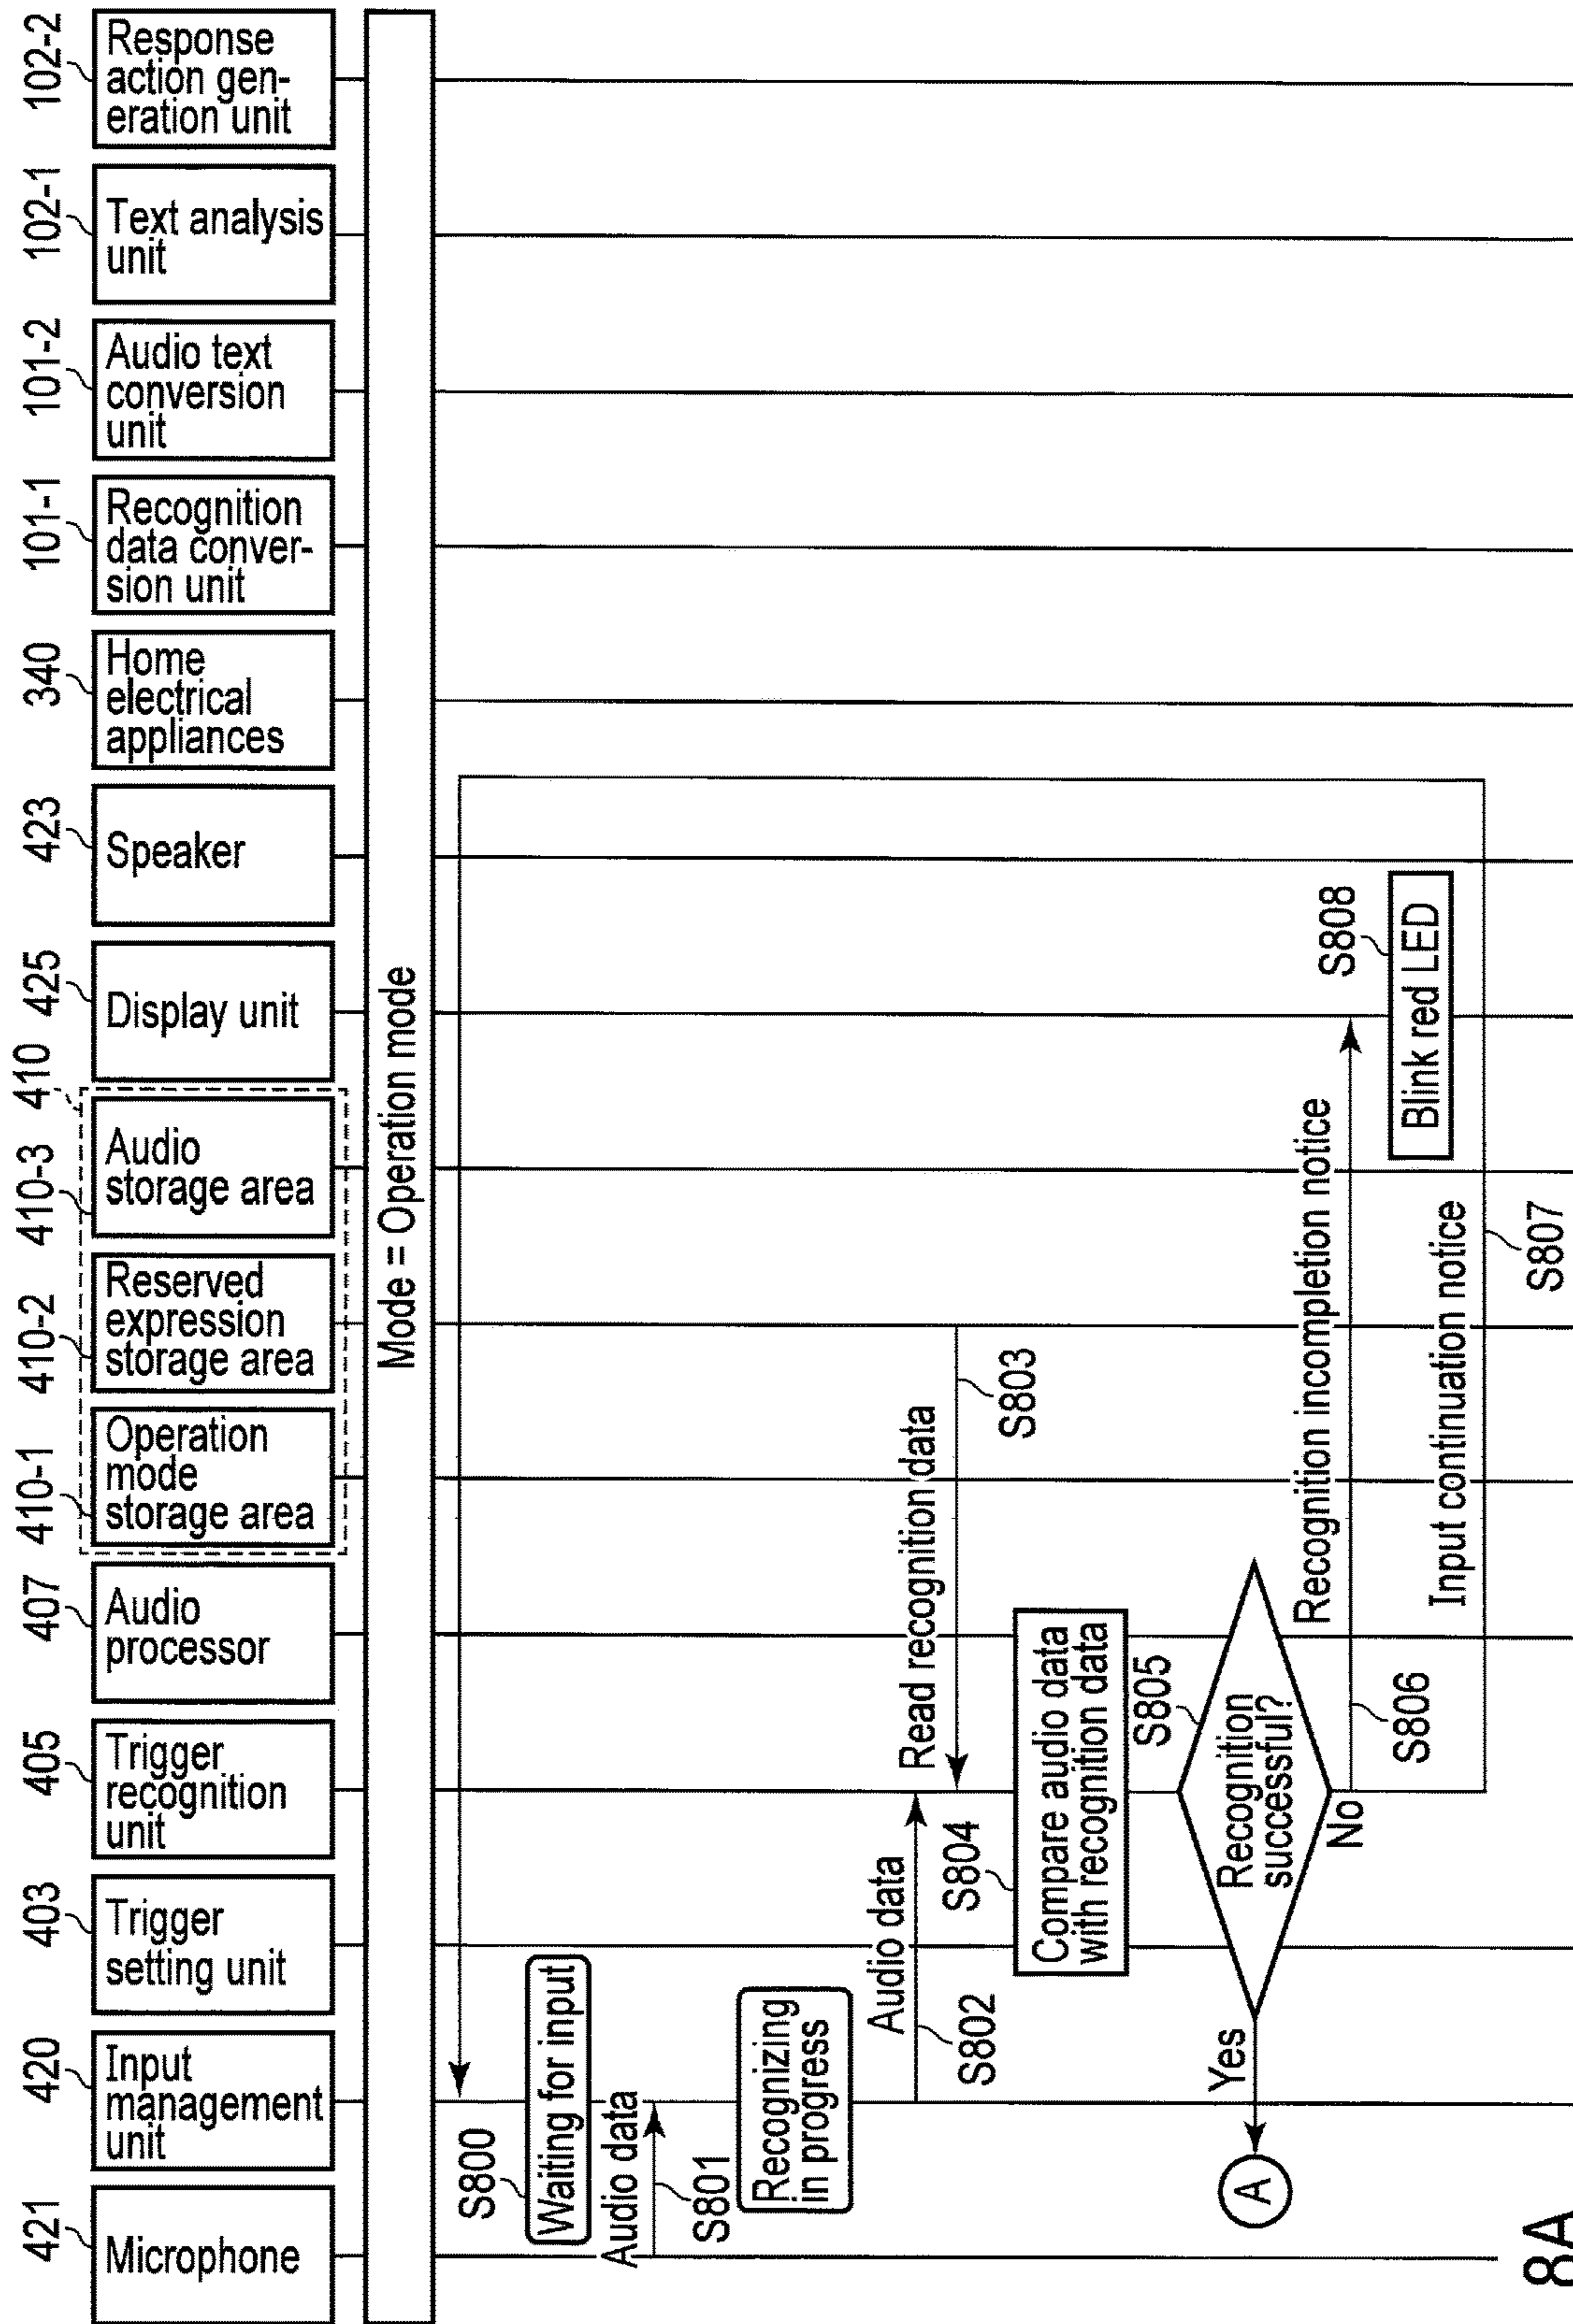 421
Microphone
420
Input
management
unit
403
Trigger
setting unit
405
Trigger
recognition
unit
407
Audio
processor
410
410-1
Operation
mode
storage area
410-2
Reserved
expression
storage area
410-3
Audio
storage area
425
Display unit
423
Speaker
340
Home
electrical
appliances
101-1
Recognition
data conver-
sion unit
101-2
Audio text
conversion
unit
102-1
Text analysis
unit
102-2
Response
action gen-
eration unit
Mode = Operation mode
S800
Waiting for input
Audio data
S801
Recognizing
in progress
Audio data
S802
Read recognition data
S803
S804
Compare audio data
with recognition data
S805
Recognition
successful?
Yes
A
No
Recognition incompletion notice
S806
S808
Blink red LED
Input continuation notice
S807
8A